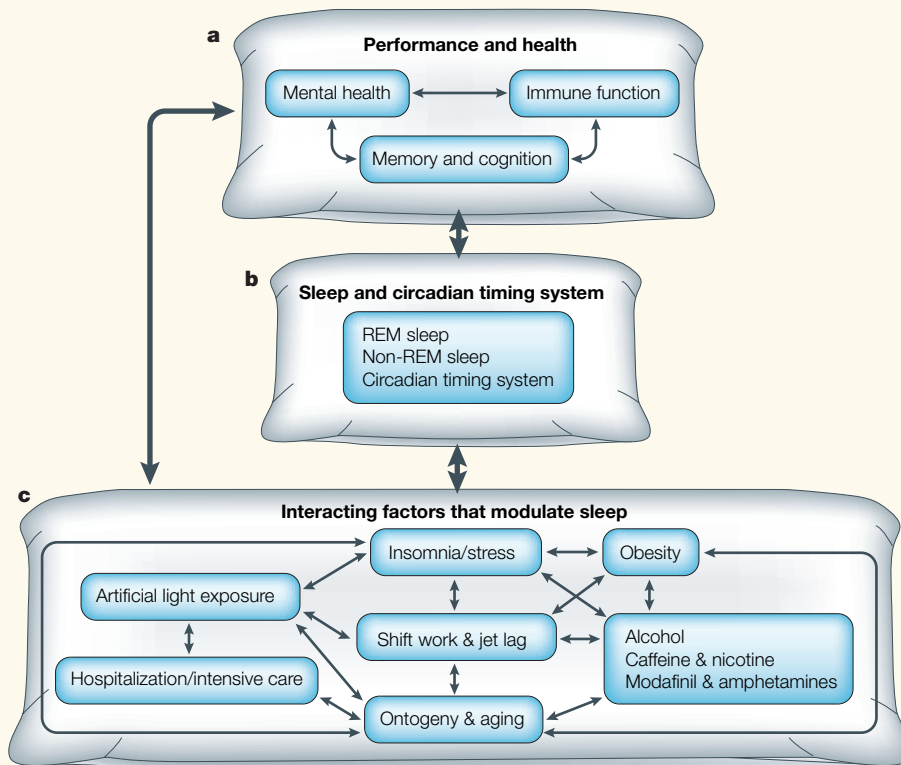 a
Performance and health
Mental health
Immune function
Memory and cognition
b
Sleep and circadian timing system
REM sleep
Non-REM sleep
Circadian timing system
c
Interacting factors that modulate sleep
Insomnia/stress
Obesity
Artificial light exposure
Shift work & jet lag
Alcohol
Caffeine & nicotine
Modafinil & amphetamines
Hospitalization/intensive care
Ontogeny & aging